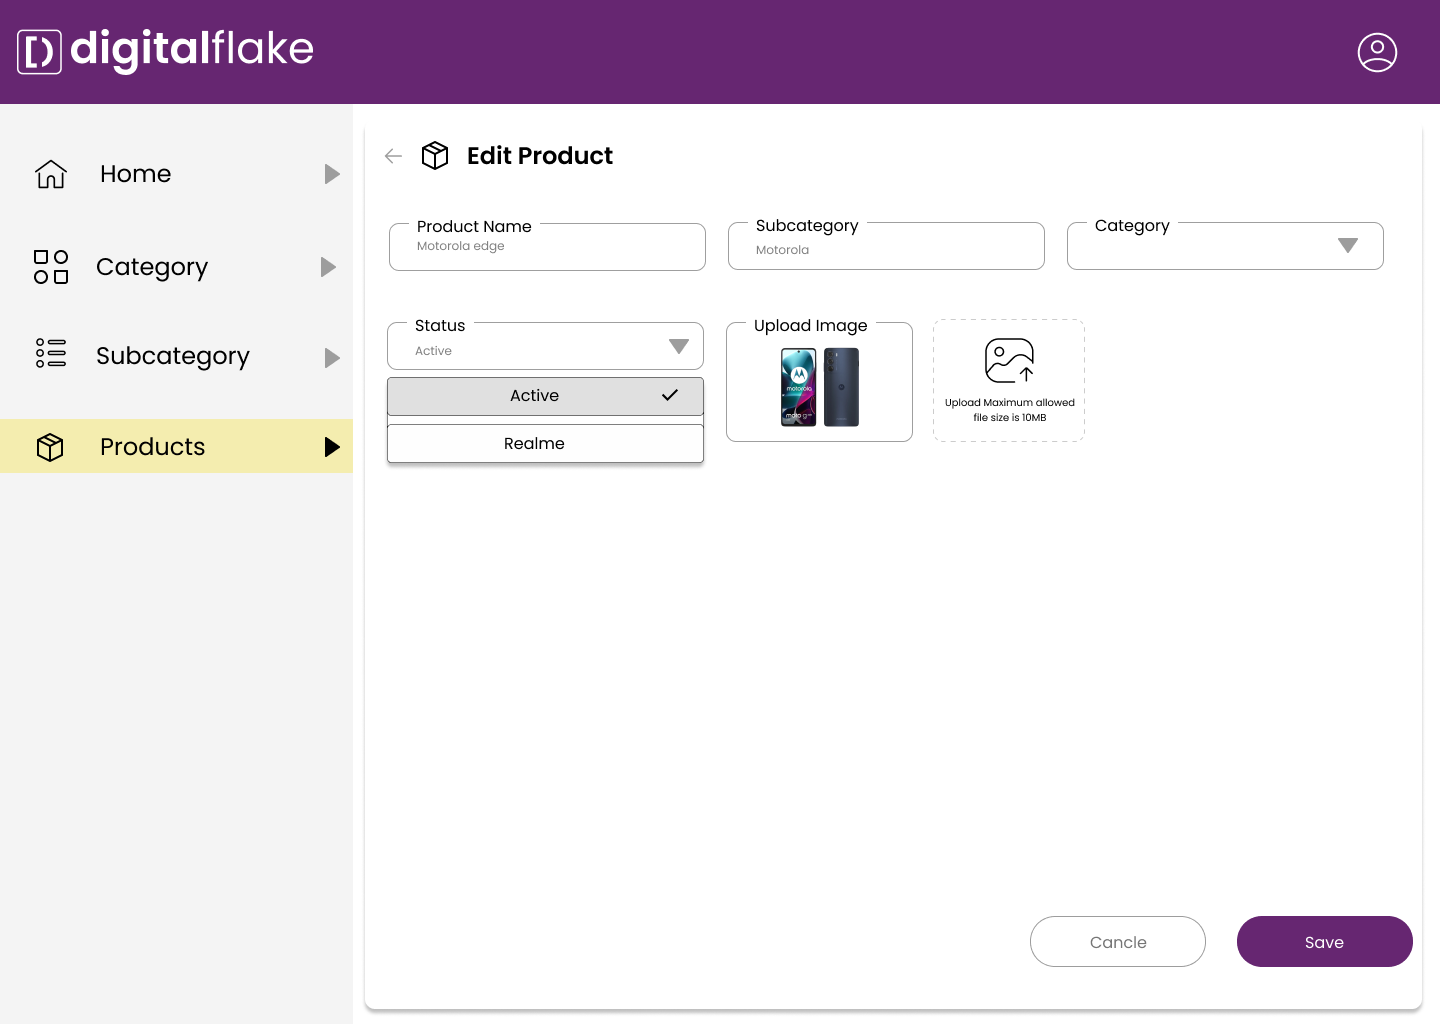 digitalflake
Home
Category
Subcategory
Products
Edit Product
Product Name
Motorola edge
Subcategory
Motorola
Category
Status
Active
Active
Realme
Upload Image
motorola
Upload Maximum allowed
file size is 10MB
Cancle
Save